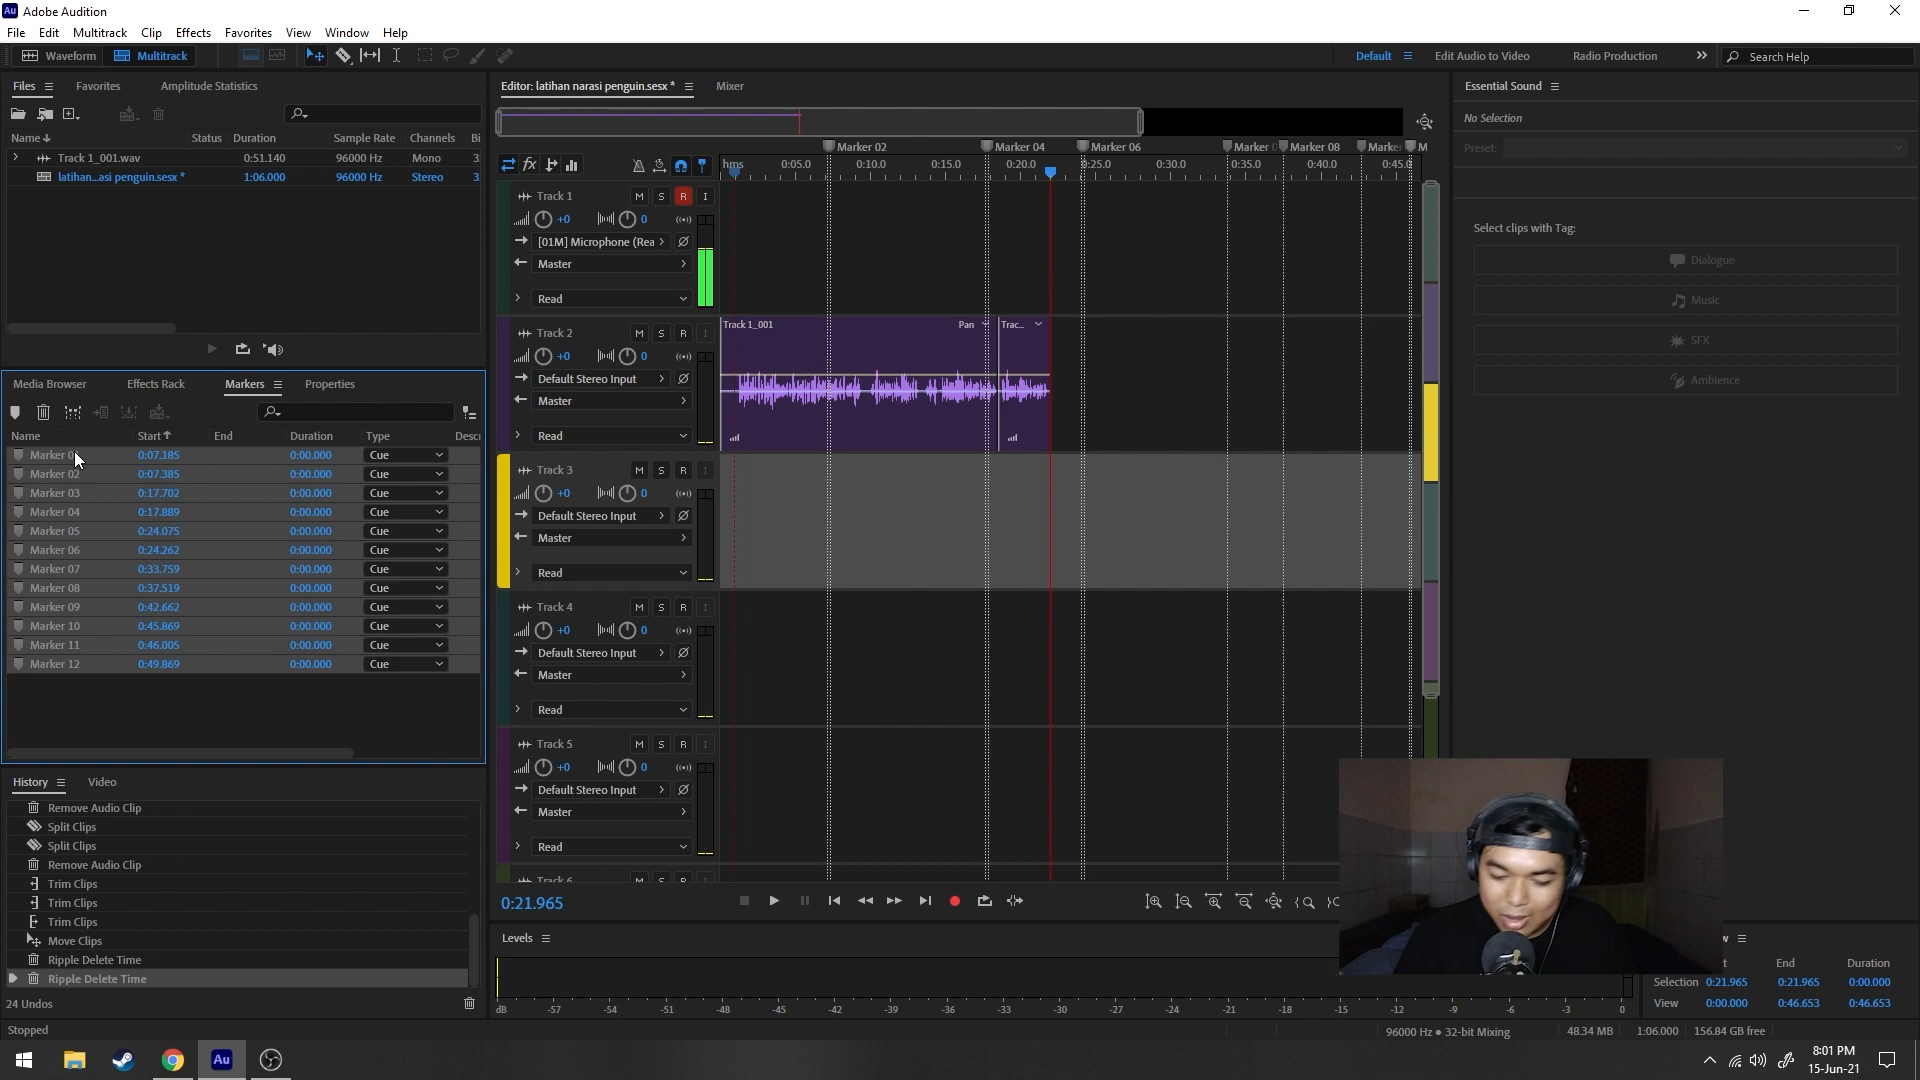 Au Adobe Audition
File Edit Multitrack Clip Effects Favorites View Window Help
Waveform Multitrack Default Edit Audio to Video Radio Production Search Help
Files Favorites Amplitude Statistics
Name Status Duration Sample Rate Channels Bi
Track 1_001.wav 0:51.140 96000 Hz Mono 3
latihan...asi penguin.sesx * 1:06.000 96000 Hz Stereo 3
Media Browser Effects Rack Markers Properties
Name Start End Duration Type Descr
Marker 0 0:07.185 0:00.000 Cue
Marker 02 0:07.385 0:00.000 Cue
Marker 03 0:17.702 0:00.000 Cue
Marker 04 0:17.889 0:00.000 Cue
Marker 05 0:24.075 0:00.000 Cue
Marker 06 0:24.262 0:00.000 Cue
Marker 07 0:33.759 0:00.000 Cue
Marker 08 0:37.519 0:00.000 Cue
Marker 09 0:42.662 0:00.000 Cue
Marker 10 0:45.869 0:00.000 Cue
Marker 11 0:46.005 0:00.000 Cue
Marker 12 0:49.869 0:00.000 Cue
History Video
Remove Audio Clip
Split Clips
Split Clips
Remove Audio Clip
Trim Clips
Trim Clips
Trim Clips
Move Clips
Ripple Delete Time
Ripple Delete Time
24 Undos
Stopped
Editor: latihan narasi penguin.sesx * Mixer
Marker 02 Marker 04 Marker 06 Marker Marker 08 Marker M
fx hms 0:05.0 0:10.0 0:15.0 0:20.0 0:25.0 0:30.0 0:35.0 0:40.0 0:45.0
Track 1 M S R I
+0 0
[01M] Microphone (Rea
Master
Read
Track 2 M S R I
+0 0
Default Stereo Input
Master
Read
Track 1_001 Pan Trac...
Track 3 M S R I
+0 0
Default Stereo Input
Master
Read
Track 4 M S R I
+0 0
Default Stereo Input
Master
Read
Track 5 M S R I
+0 0
Default Stereo Input
Master
Read
Track 6 M S R I
0:21.965
Levels
dB -57 -54 -51 -48 -45 -42 -39 -36 -33 -30 -27 -24 -21 -18 -15 -12 -9 -6 -3 0
Essential Sound
No Selection
Preset:
Select clips with Tag:
Dialogue
Music
SFX
Ambience
w
t End Duration
Selection 0:21.965 0:21.965 0:00.000
View 0:00.000 0:46.653 0:46.653
96000 Hz ● 32-bit Mixing 48.34 MB 1:06.000 156.84 GB free
Au
8:01 PM
15-Jun-21